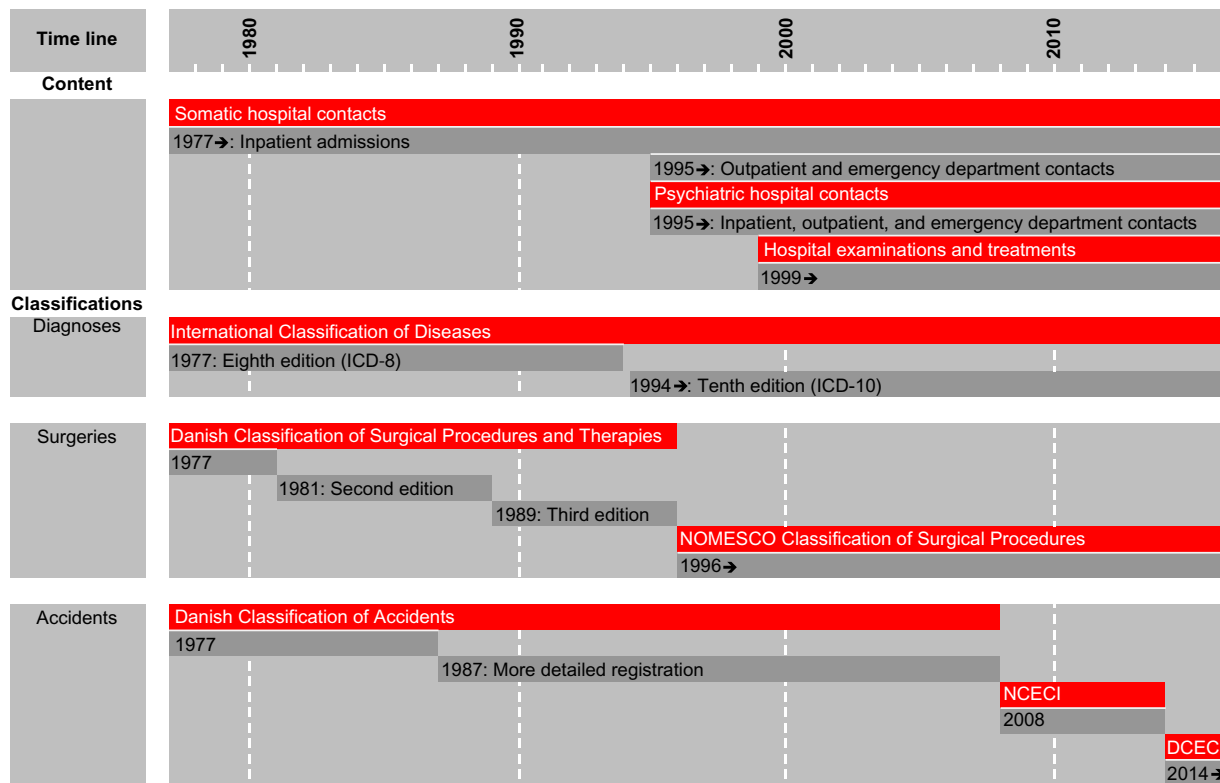 Time line
1980
1990
2000
2010
Content
Somatic hospital contacts
1977➔: Inpatient admissions
1995➔: Outpatient and emergency department contacts
Psychiatric hospital contacts
1995➔: Inpatient, outpatient, and emergency department contacts
Hospital examinations and treatments
1999➔
Classifications
Diagnoses
International Classification of Diseases
1977: Eighth edition (ICD-8)
1994➔: Tenth edition (ICD-10)
Surgeries
Danish Classification of Surgical Procedures and Therapies
1977
1981: Second edition
1989: Third edition
NOMESCO Classification of Surgical Procedures
1996➔
Accidents
Danish Classification of Accidents
1977
1987: More detailed registration
NCECI
2008
DCECI
2014➔